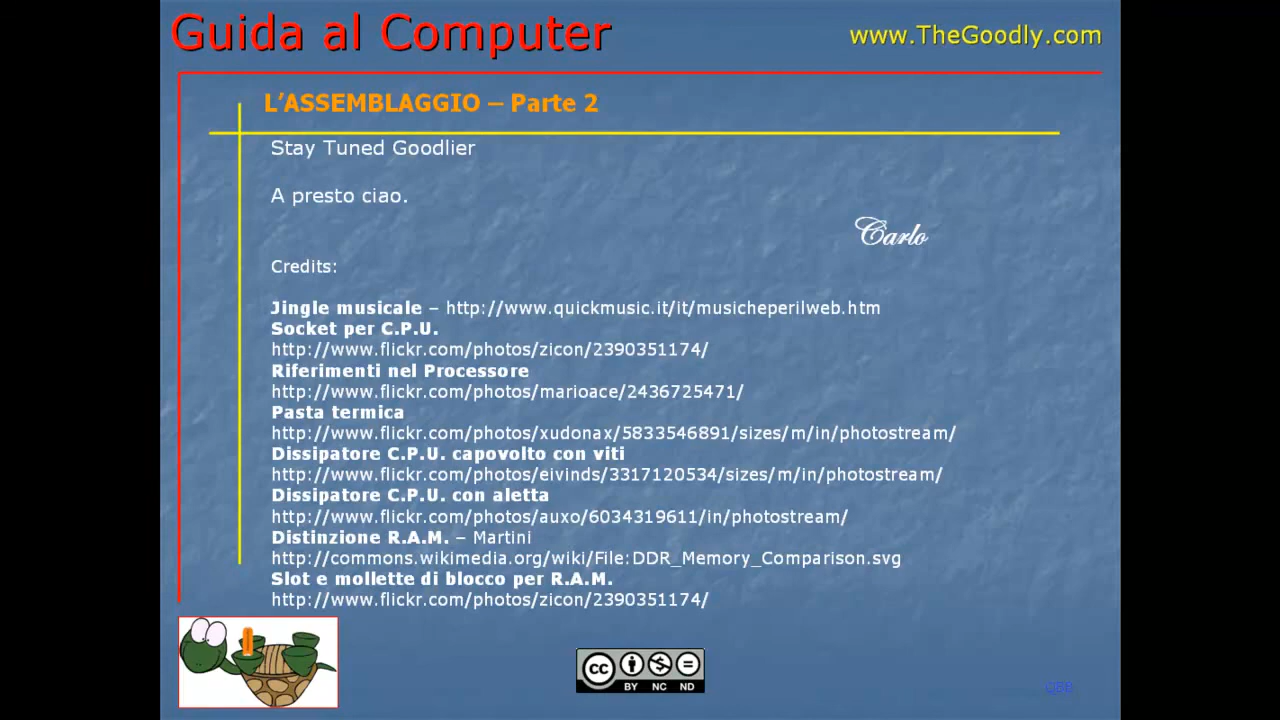 Guida al Computer
www.TheGoodly.com
L’ASSEMBLAGGIO – Parte 2
Stay Tuned Goodlier
A presto ciao.
Carlo
Credits:
Jingle musicale – http://www.quickmusic.it/it/musicheperilweb.htm
Socket per C.P.U.
http://www.flickr.com/photos/zicon/2390351174/
Riferimenti nel Processore
http://www.flickr.com/photos/marioace/2436725471/
Pasta termica
http://www.flickr.com/photos/xudonax/5833546891/sizes/m/in/photostream/
Dissipatore C.P.U. capovolto con viti
http://www.flickr.com/photos/eivinds/3317120534/sizes/m/in/photostream/
Dissipatore C.P.U. con aletta
http://www.flickr.com/photos/auxo/6034319611/in/photostream/
Distinzione R.A.M. – Martini
http://commons.wikimedia.org/wiki/File:DDR_Memory_Comparison.svg
Slot e mollette di blocco per R.A.M.
http://www.flickr.com/photos/zicon/2390351174/
cc
BY NC ND